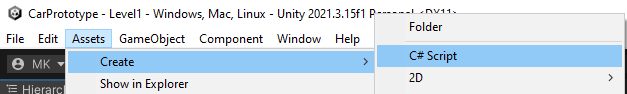 CarPrototype - Level1 - Windows, Mac, Linux - Unity 2021.3.15f1 Personal <DX11>
File Edit Assets GameObject Component Window Help
Folder
MK
Create
C# Script
Hierarch
Show in Explorer
2D